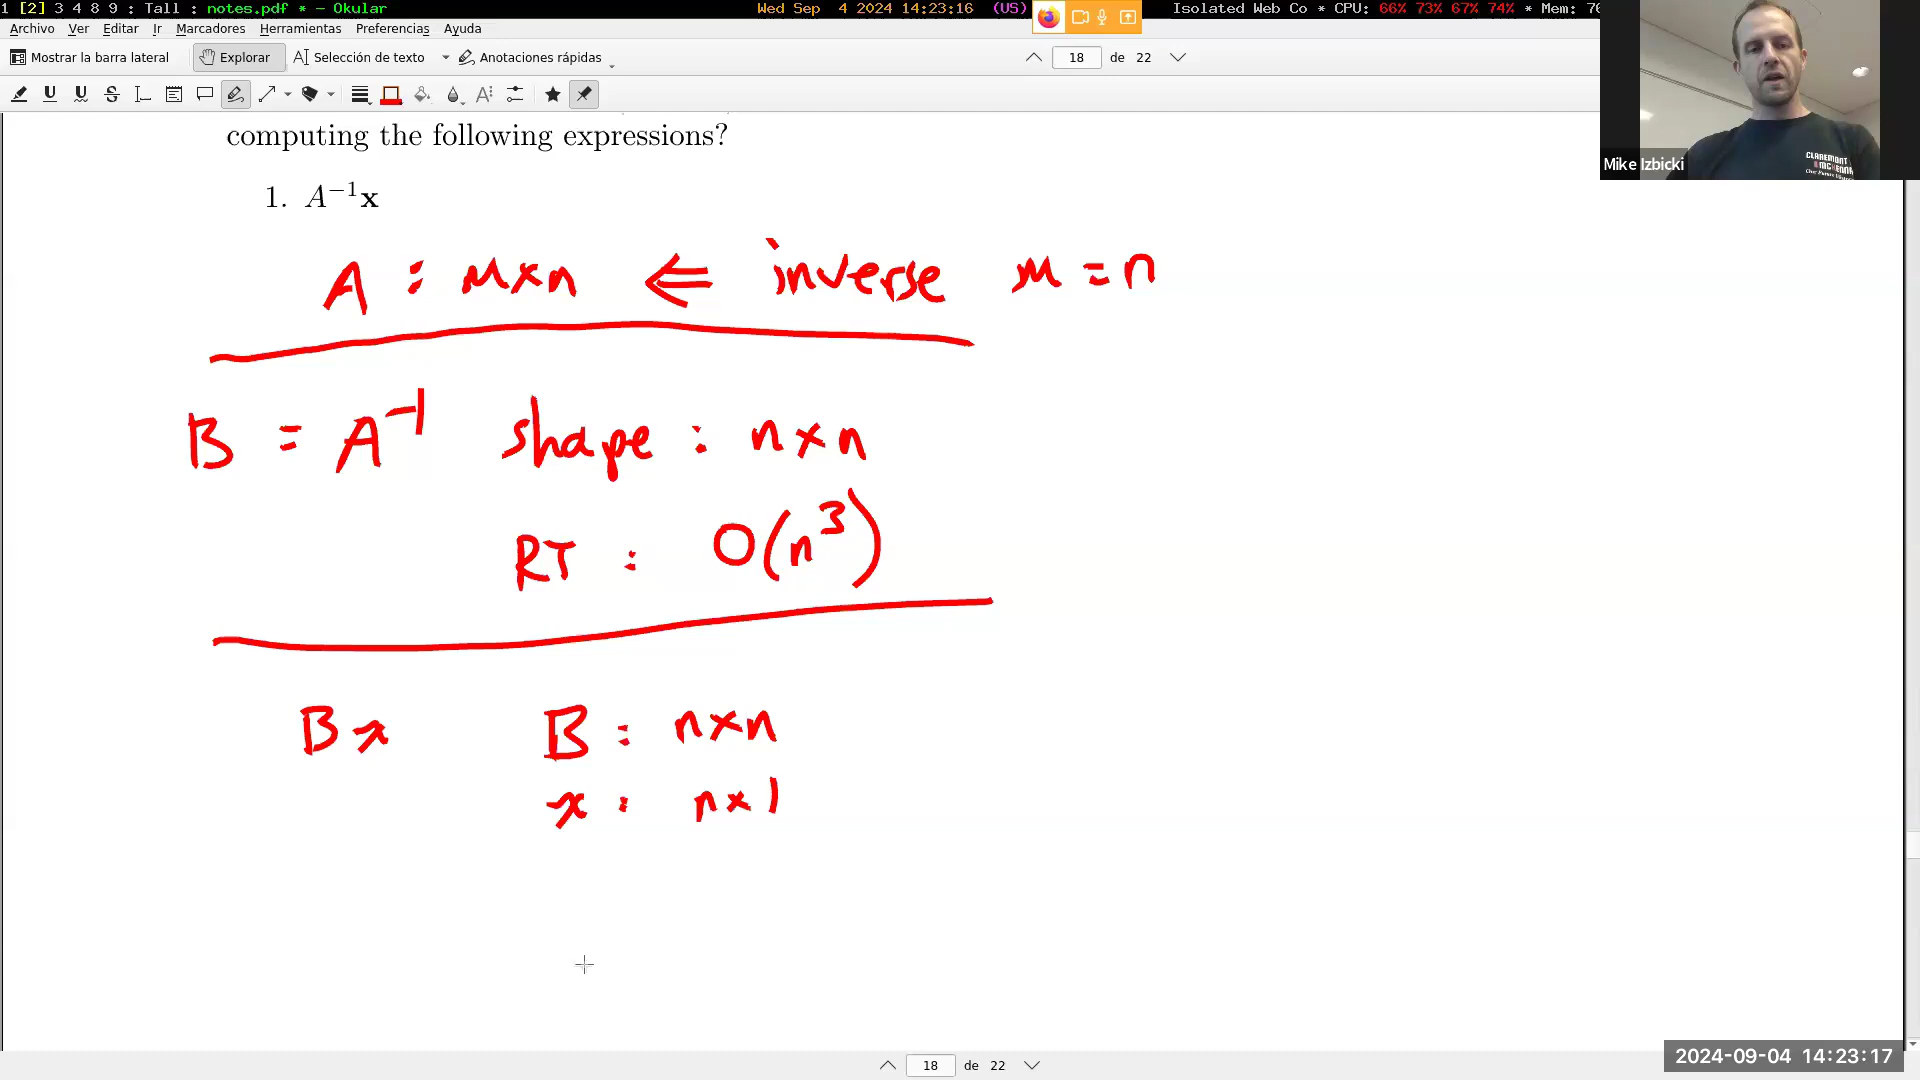 1 [2] 3 4 8 9 : Tall : notes.pdf * - Okular
Wed Sep 4 2024 14:23:16 (US)
Isolated Web Co * CPU: 66% 73% 67% 74% * Mem:
Archivo Ver Editar Ir Marcadores Herramientas Preferencias Ayuda
Mostrar la barra lateral Explorar Selección de texto Anotaciones rápidas
18 de 22
Mike Izbicki
CLAREMONT
computing the following expressions?
1. A⁻¹x
A : m×n ⇐ inverse m = n
B = A⁻¹ shape : n×n
RT : O(n³)
Bx B : n×n
x : n×1
18 de 22
2024-09-04 14:23:17